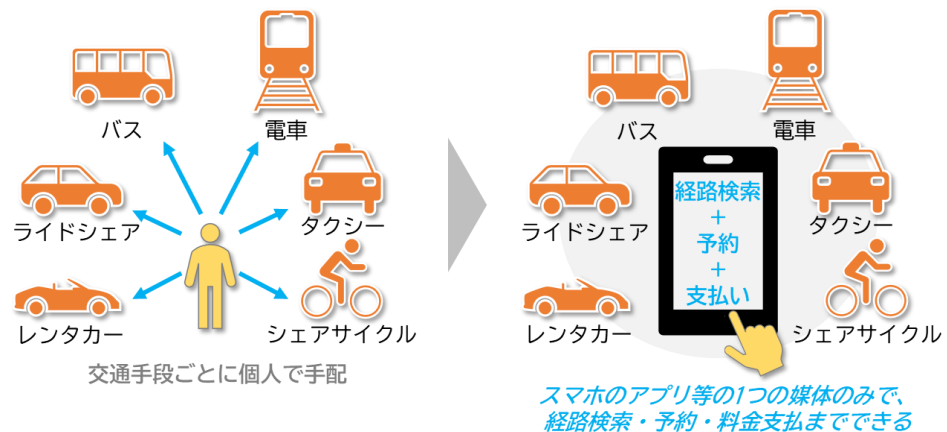 バス
電車
ライドシェア
タクシー
レンタカー
シェアサイクル
交通手段ごとに個人で手配
バス
電車
ライドシェア
タクシー
レンタカー
シェアサイクル
経路検索
+
予約
+
支払い
スマホのアプリ等の1つの媒体のみで、
経路検索・予約・料金支払までできる